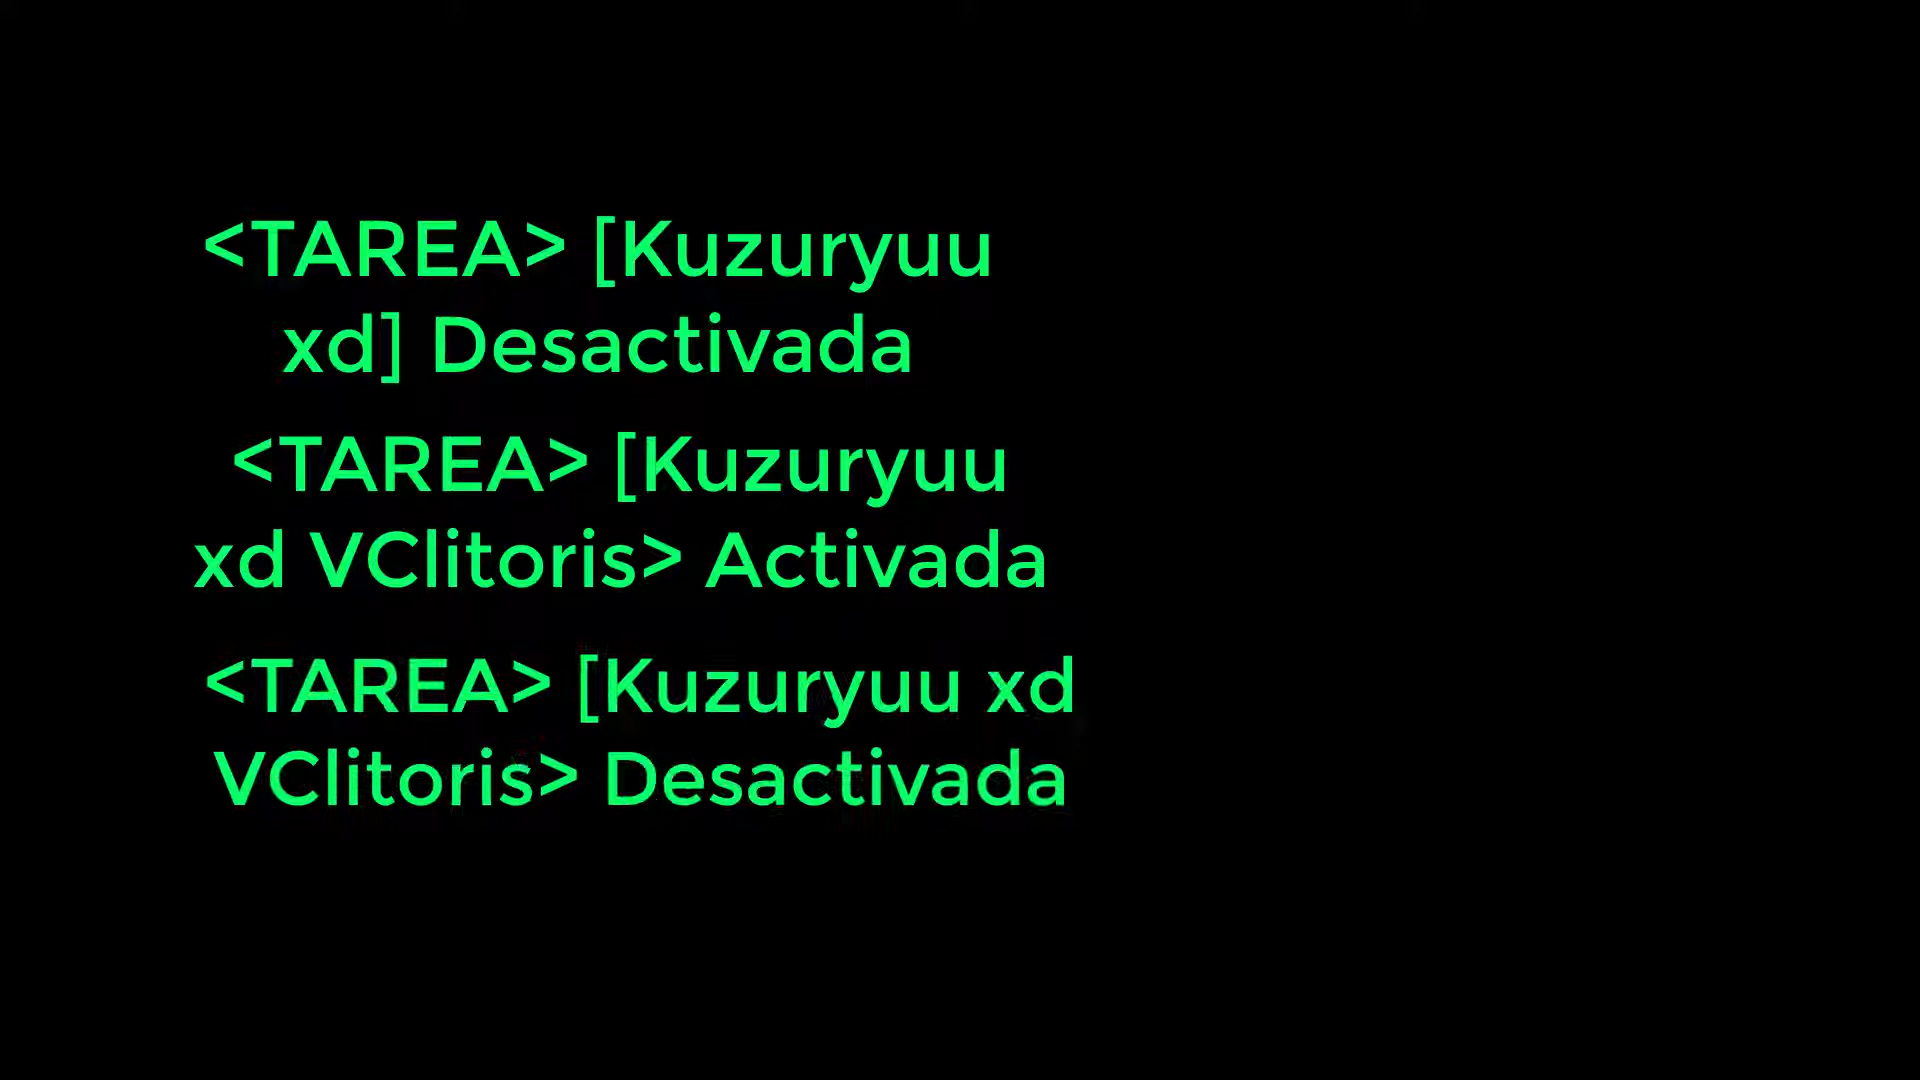 <TAREA> [Kuzuryuu
xd] Desactivada
<TAREA> [Kuzuryuu
xd VClitoris> Activada
<TAREA> [Kuzuryuu xd
VClitoris> Desactivada